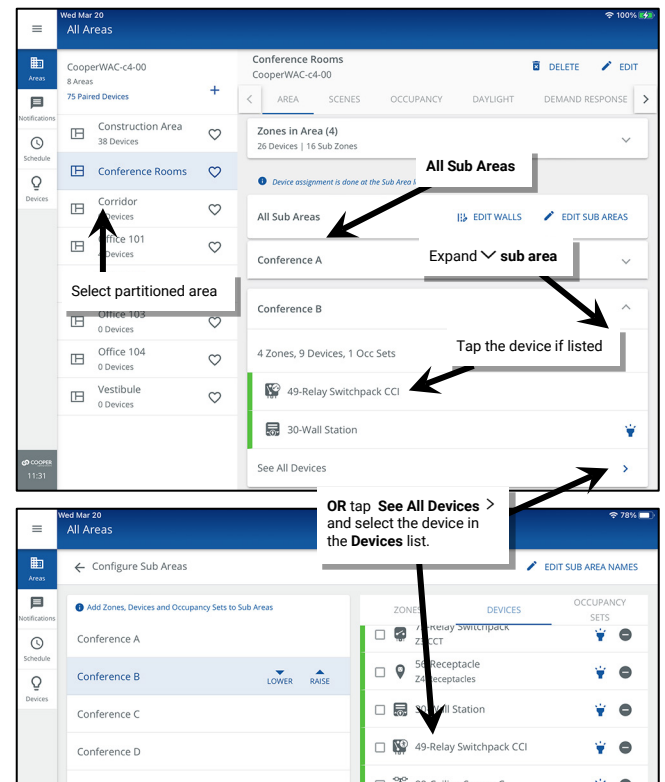 Wed Mar 20
100%
All Areas
Areas
Notifications
Schedule
Devices
COOPER
11:31
CooperWAC-c4-00
8 Areas
75 Paired Devices
Construction Area
38 Devices
Conference Rooms
Corridor
Devices
Office 101
Devices
Select partitioned area
Office 103
0 Devices
Office 104
0 Devices
Vestibule
0 Devices
Conference Rooms
CooperWAC-c4-00
DELETE
EDIT
AREA SCENES OCCUPANCY DAYLIGHT DEMAND RESPONSE
Zones in Area (4)
26 Devices | 16 Sub Zones
Device assignment is done at the Sub Area
All Sub Areas
All Sub Areas
EDIT WALLS
EDIT SUB AREAS
Conference A
Expand sub area
Conference B
4 Zones, 9 Devices, 1 Occ Sets
Tap the device if listed
49-Relay Switchpack CCI
30-Wall Station
See All Devices
OR tap See All Devices >
and select the device in
the Devices list.
Wed Mar 20
78%
All Areas
Areas
Notifications
Schedule
Devices
Configure Sub Areas
EDIT SUB AREA NAMES
Add Zones, Devices and Occupancy Sets to Sub Areas
Conference A
Conference B
LOWER RAISE
Conference C
Conference D
ZONES
DEVICES
OCCUPANCY
SETS
Relay Switchpack
56-Receptacle
Z4 Receptacles
30-Wall Station
49-Relay Switchpack CCI